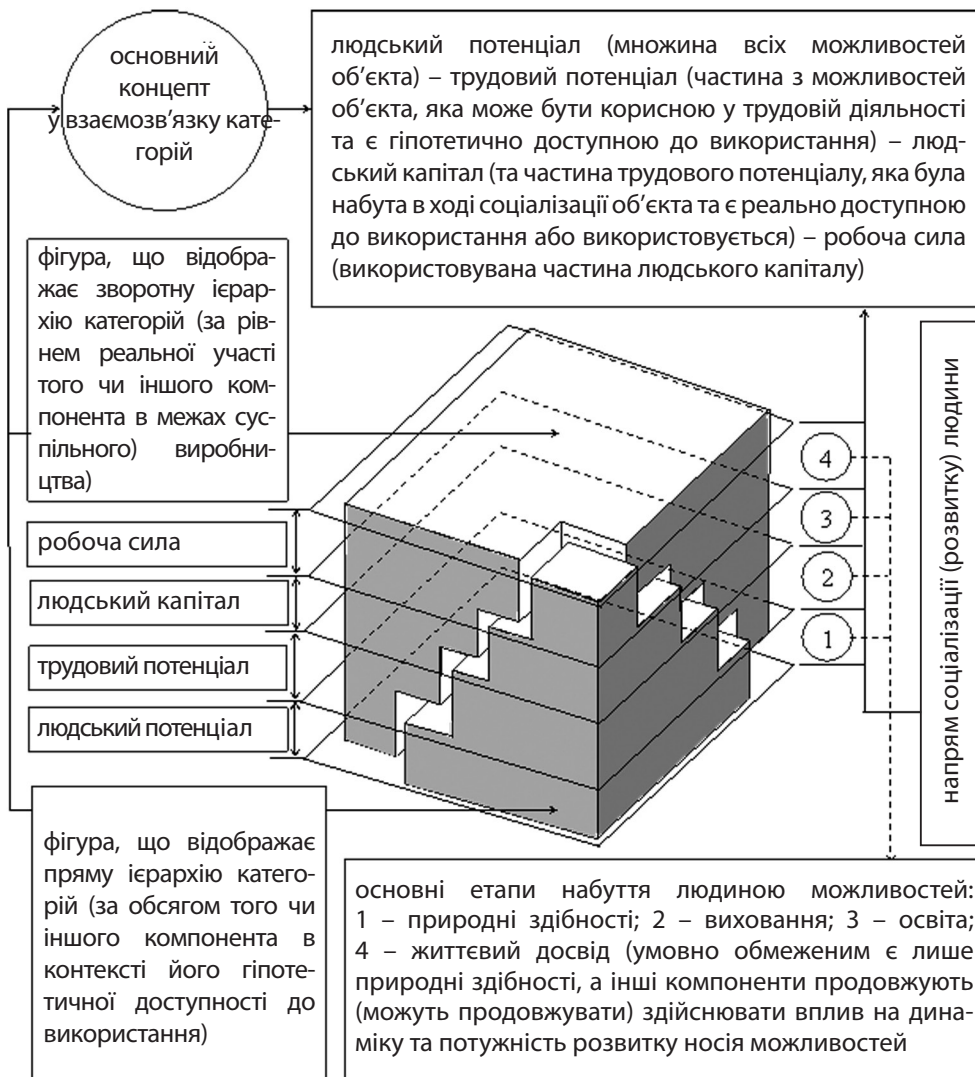 основний
концепт
у взаємозв’язку кате-
горій
людський потенціал (множина всіх можливостей
об’єкта) – трудовий потенціал (частина з можливостей
об’єкта, яка може бути корисною у трудовій діяльності
та є гіпотетично доступною до використання) – люд-
ський капітал (та частина трудового потенціалу, яка була
набута в ході соціалізації об’єкта та є реально доступною
до використання або використовується) – робоча сила
(використовувана частина людського капіталу)
фігура, що відобра-
жає зворотну ієрар-
хію категорій (за рів-
нем реальної участі
того чи іншого ком-
понента в межах сус-
пільного) виробни-
цтва)
робоча сила
людський капітал
трудовий потенціал
людський потенціал
4
3
2
1
напрям соціалізації (розвитку) людини
фігура, що відображає
пряму ієрархію катего-
рій (за обсягом того чи
іншого компонента в
контексті його гіпоте-
тичної доступності до
використання)
основні етапи набуття людиною можливостей:
1 – природні здібності; 2 – виховання; 3 – освіта;
4 – життєвий досвід (умовно обмеженим є лише
природні здібності, а інші компоненти продовжують
(можуть продовжувати) здійснювати вплив на дина-
міку та потужність розвитку носія можливостей